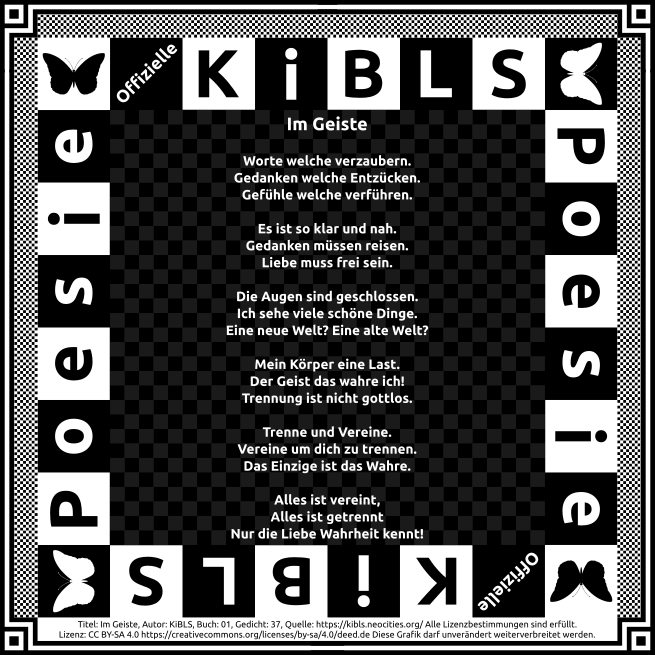 Offizielle KiBLS
Poesie
Poesie
Im Geiste
Worte welche verzaubern.
Gedanken welche Entzücken.
Gefühle welche verführen.
Es ist so klar und nah.
Gedanken müssen reisen.
Liebe muss frei sein.
Die Augen sind geschlossen.
Ich sehe viele schöne Dinge.
Eine neue Welt? Eine alte Welt?
Mein Körper eine Last.
Der Geist das wahre ich!
Trennung ist nicht gottlos.
Trenne und Vereine.
Vereine um dich zu trennen.
Das Einzige ist das Wahre.
Alles ist vereint,
Alles ist getrennt
Nur die Liebe Wahrheit kennt!
Offizielle KiBLS
Titel: Im Geiste, Autor: KiBLS, Buch: 01, Gedicht: 37, Quelle: https://kibls.neocities.org/ Alle Lizenzbestimmungen sind erfüllt.
Lizenz: CC BY-SA 4.0 https://creativecommons.org/licenses/by-sa/4.0/deed.de Diese Grafik darf unverändert weiterverbreitet werden.